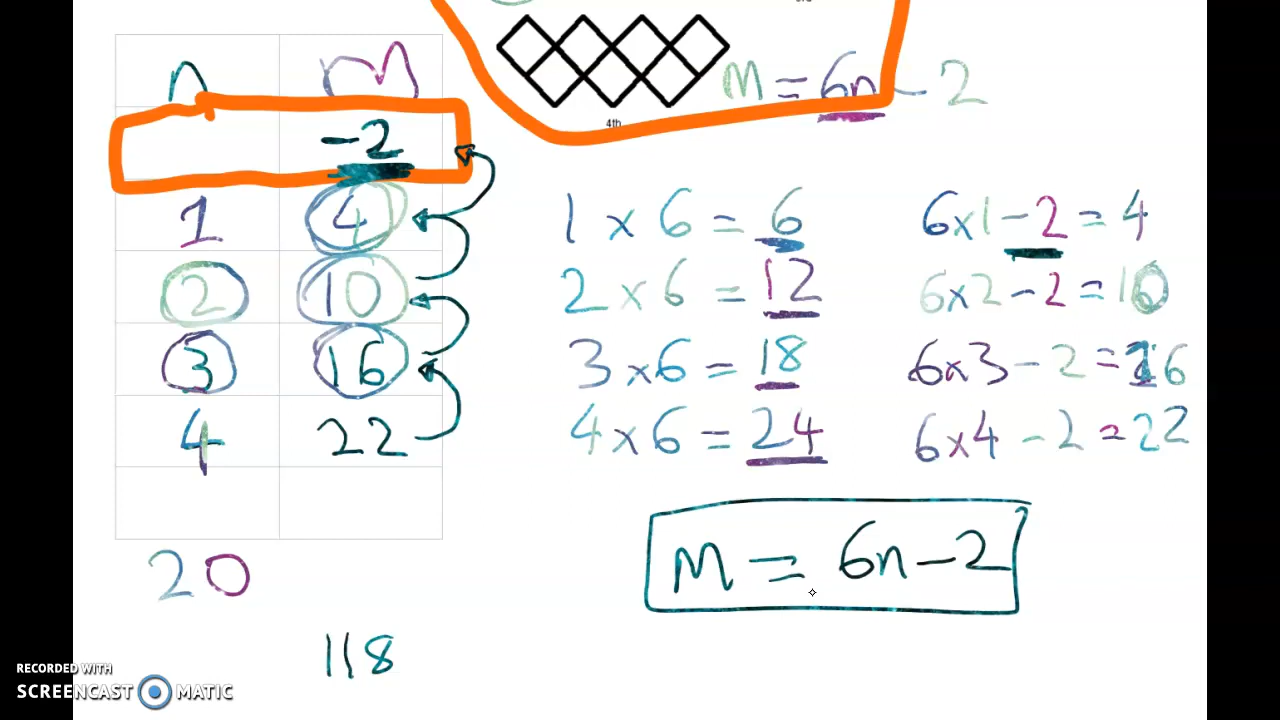 4th
M = 6n - 2
n M
-2
1 4
2 10
3 16
4 22
20
118
1 x 6 = 6
2 x 6 = 12
3 x 6 = 18
4 x 6 = 24
6x1 - 2 = 4
6x2 - 2 = 10
6x3 - 2 = 16
6x4 - 2 = 22
M = 6n - 2
RECORDED WITH
SCREENCAST MATIC